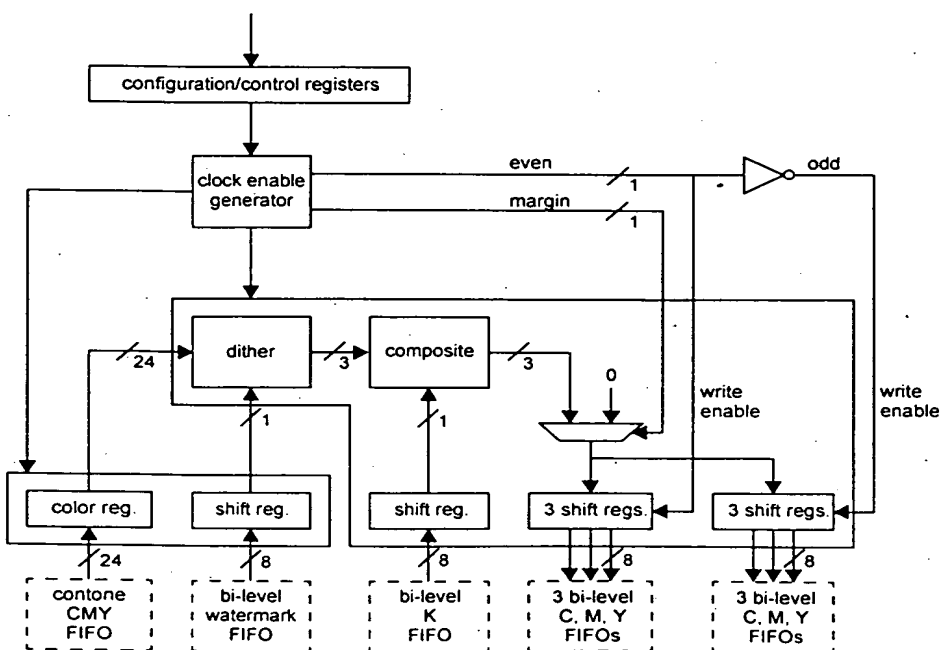 configuration/control registers
clock enable
generator
even
1
odd
margin
1
dither
composite
24
3
3
0
1
1
write
enable
write
enable
color reg.
shift reg.
shift reg.
3 shift regs.
3 shift regs.
24
8
8
8
8
contone
CMY
FIFO
bi-level
watermark
FIFO
bi-level
K
FIFO
3 bi-level
C, M, Y
FIFOs
3 bi-level
C, M, Y
FIFOs